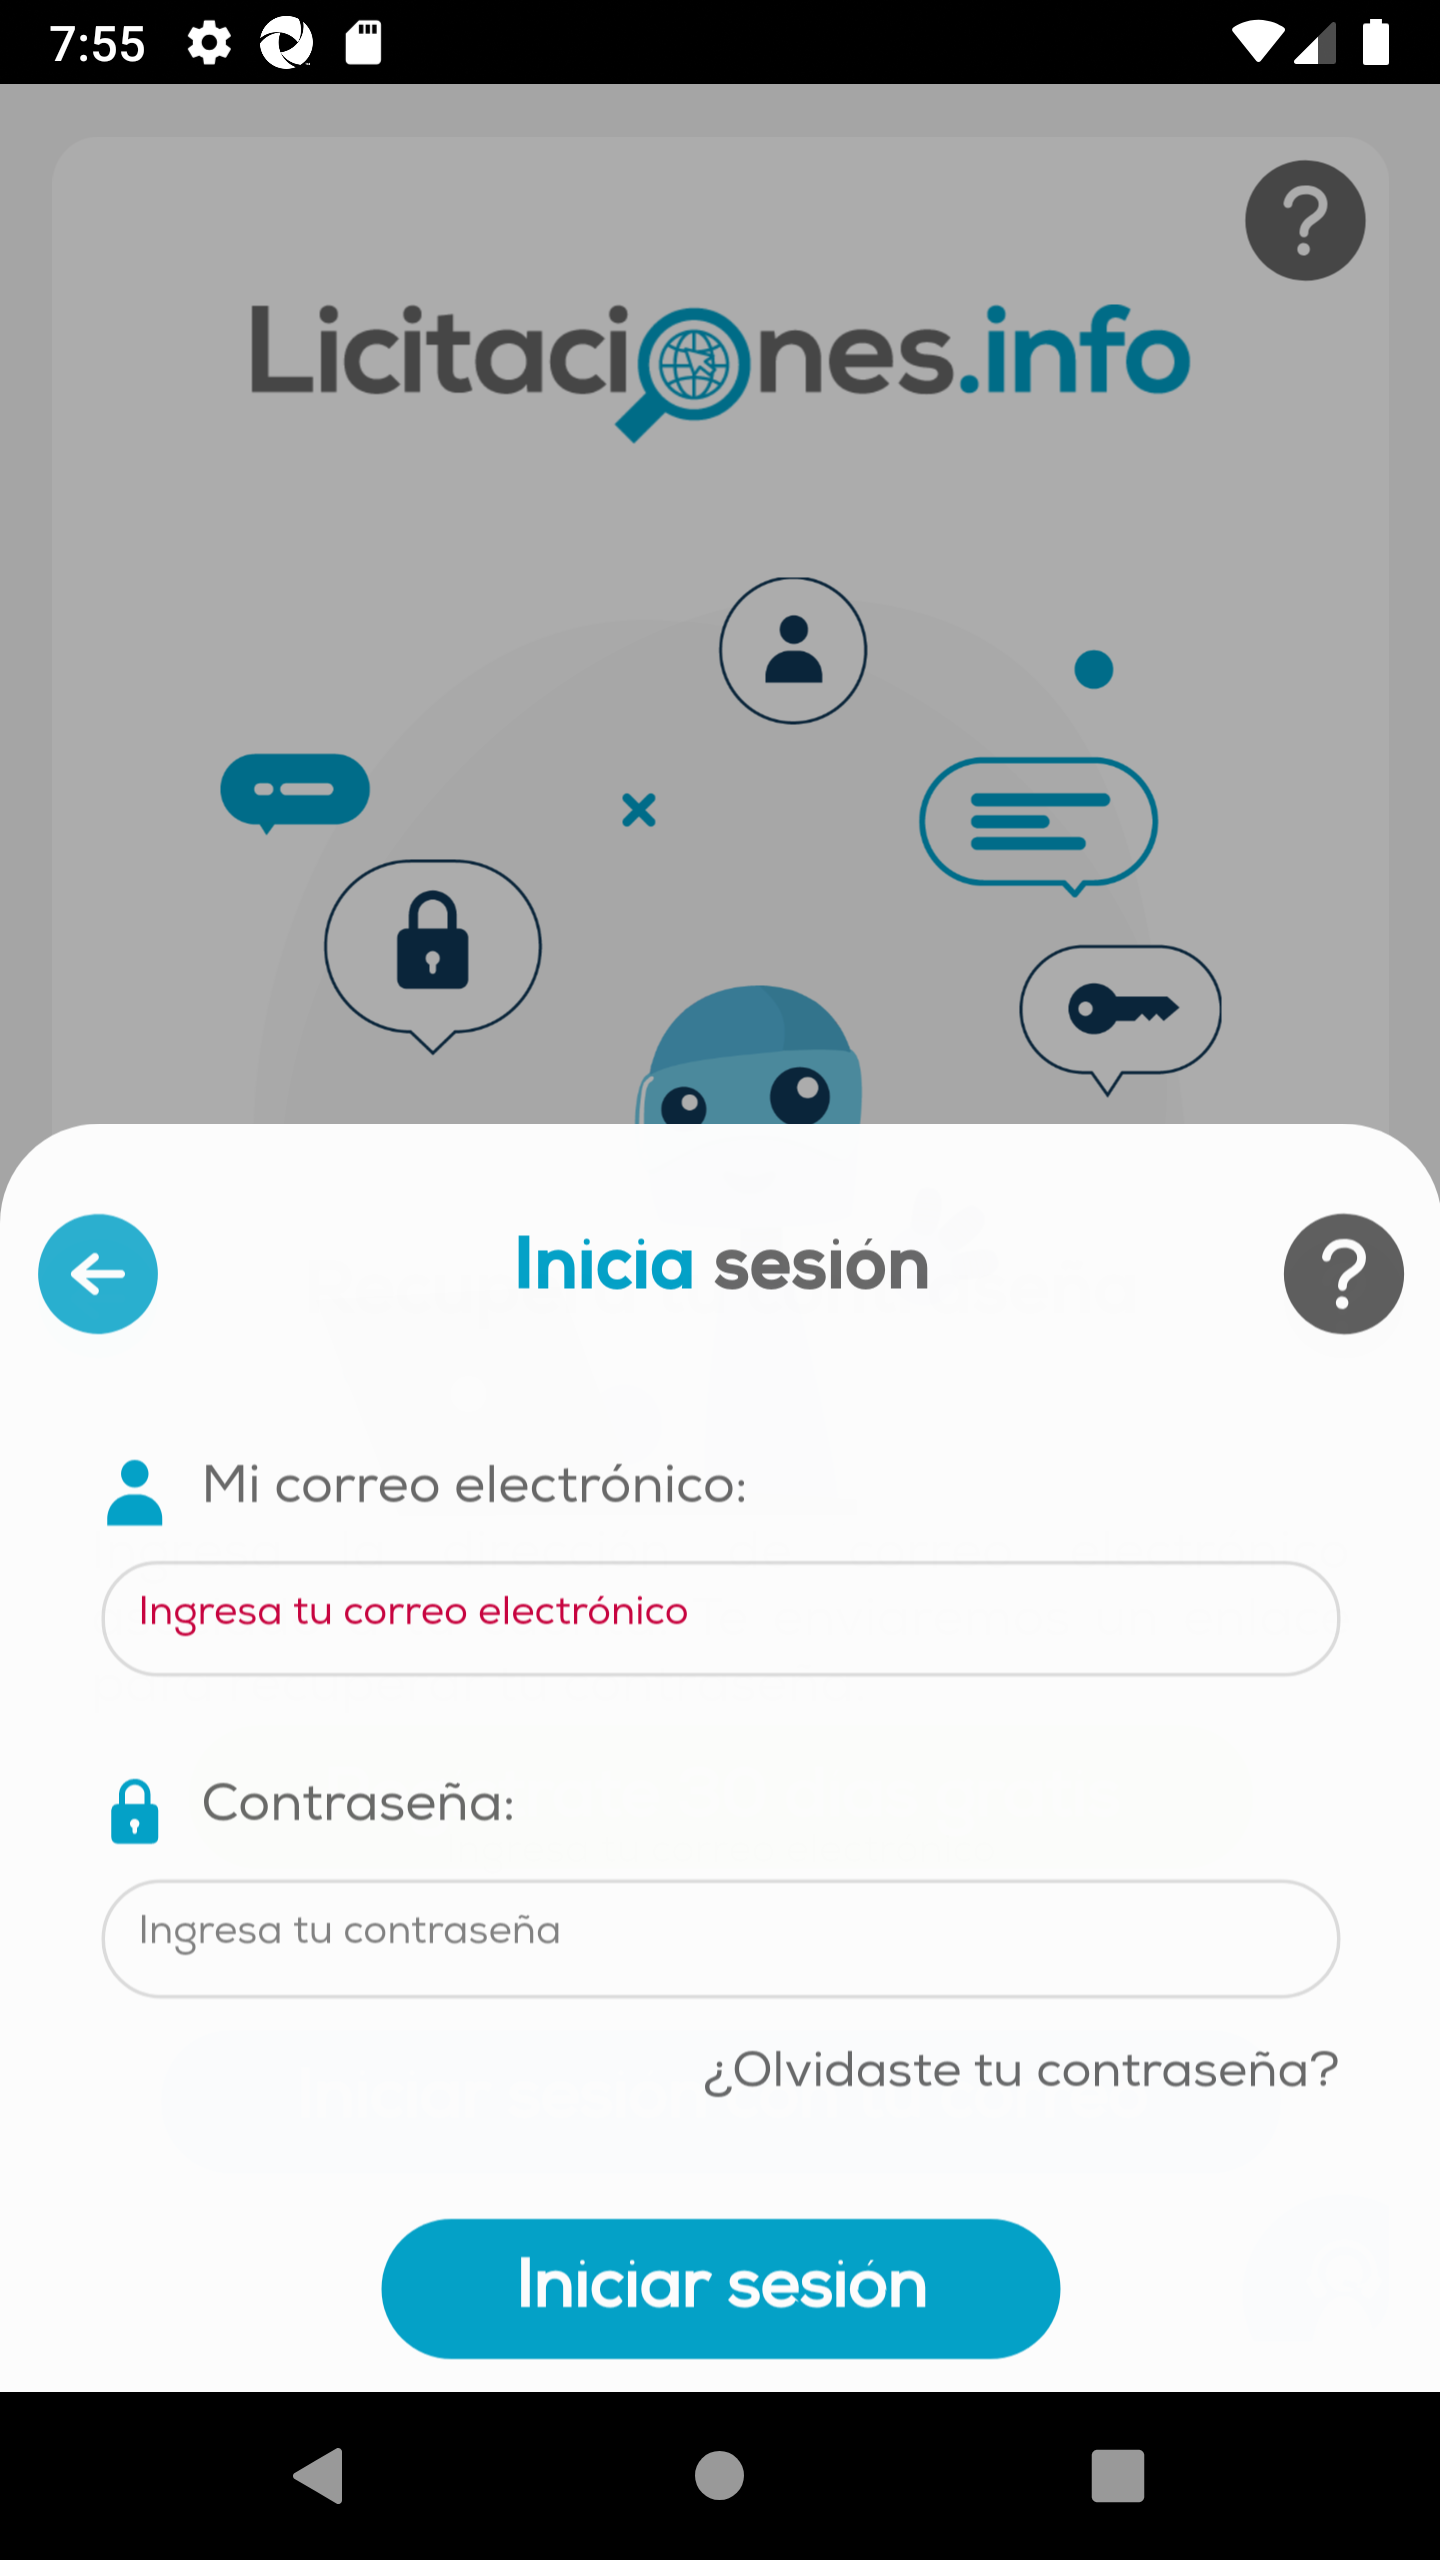 7:55
Licitaciones.info
Inicia sesión
Mi correo electrónico:
Ingresa tu correo electrónico
Contraseña:
Ingresa tu contraseña
¿Olvidaste tu contraseña?
Iniciar sesión